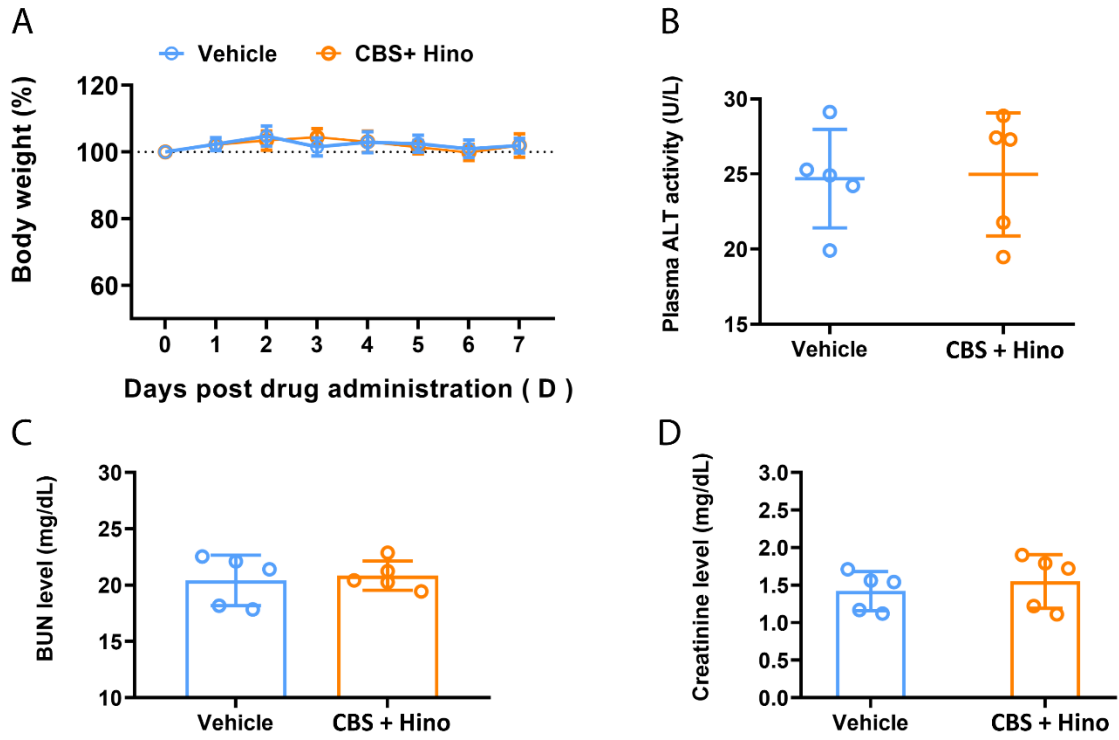 A
Vehicle
CBS+ Hino
Body weight (%)
120
100
80
60
0 1 2 3 4 5 6 7
Days post drug administration ( D )
B
Plasma ALT activity (U/L)
30
25
20
15
Vehicle
CBS + Hino
C
BUN level (mg/dL)
30
25
20
15
10
Vehicle
CBS + Hino
D
Creatinine level (mg/dL)
3.0
2.5
2.0
1.5
1.0
0.5
0.0
Vehicle
CBS + Hino